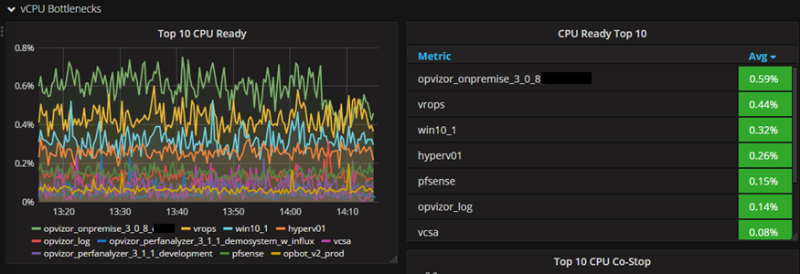 vCPU Bottlenecks
Top 10 CPU Ready
0.8%
0.6%
0.4%
0.2%
0%
13:20 13:30 13:40 13:50 14:00 14:10
opvizor_onpremise_3_0_8_ vrops win10_1 hyperv01
opvizor_log opvizor_perfanalyzer_3_1_1_demosystem_w_influx vcsa
opvizor_perfanalyzer_3_1_1_development pfsense opbot_v2_prod
CPU Ready Top 10
Metric Avg
opvizor_onpremise_3_0_8 0.59%
vrops 0.44%
win10_1 0.32%
hyperv01 0.26%
pfsense 0.15%
opvizor_log 0.14%
vcsa 0.08%
Top 10 CPU Co-Stop